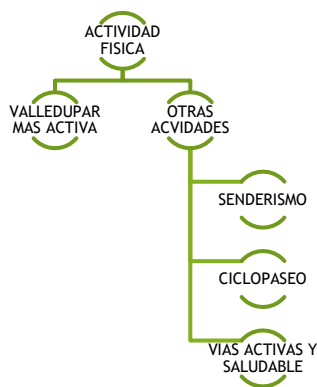 ACTIVIDAD
FISICA
VALLEDUPAR
MAS ACTIVA
OTRAS
ACVIDADES
SENDERISMO
CICLOPASEO
VIAS ACTIVAS Y
SALUDABLE